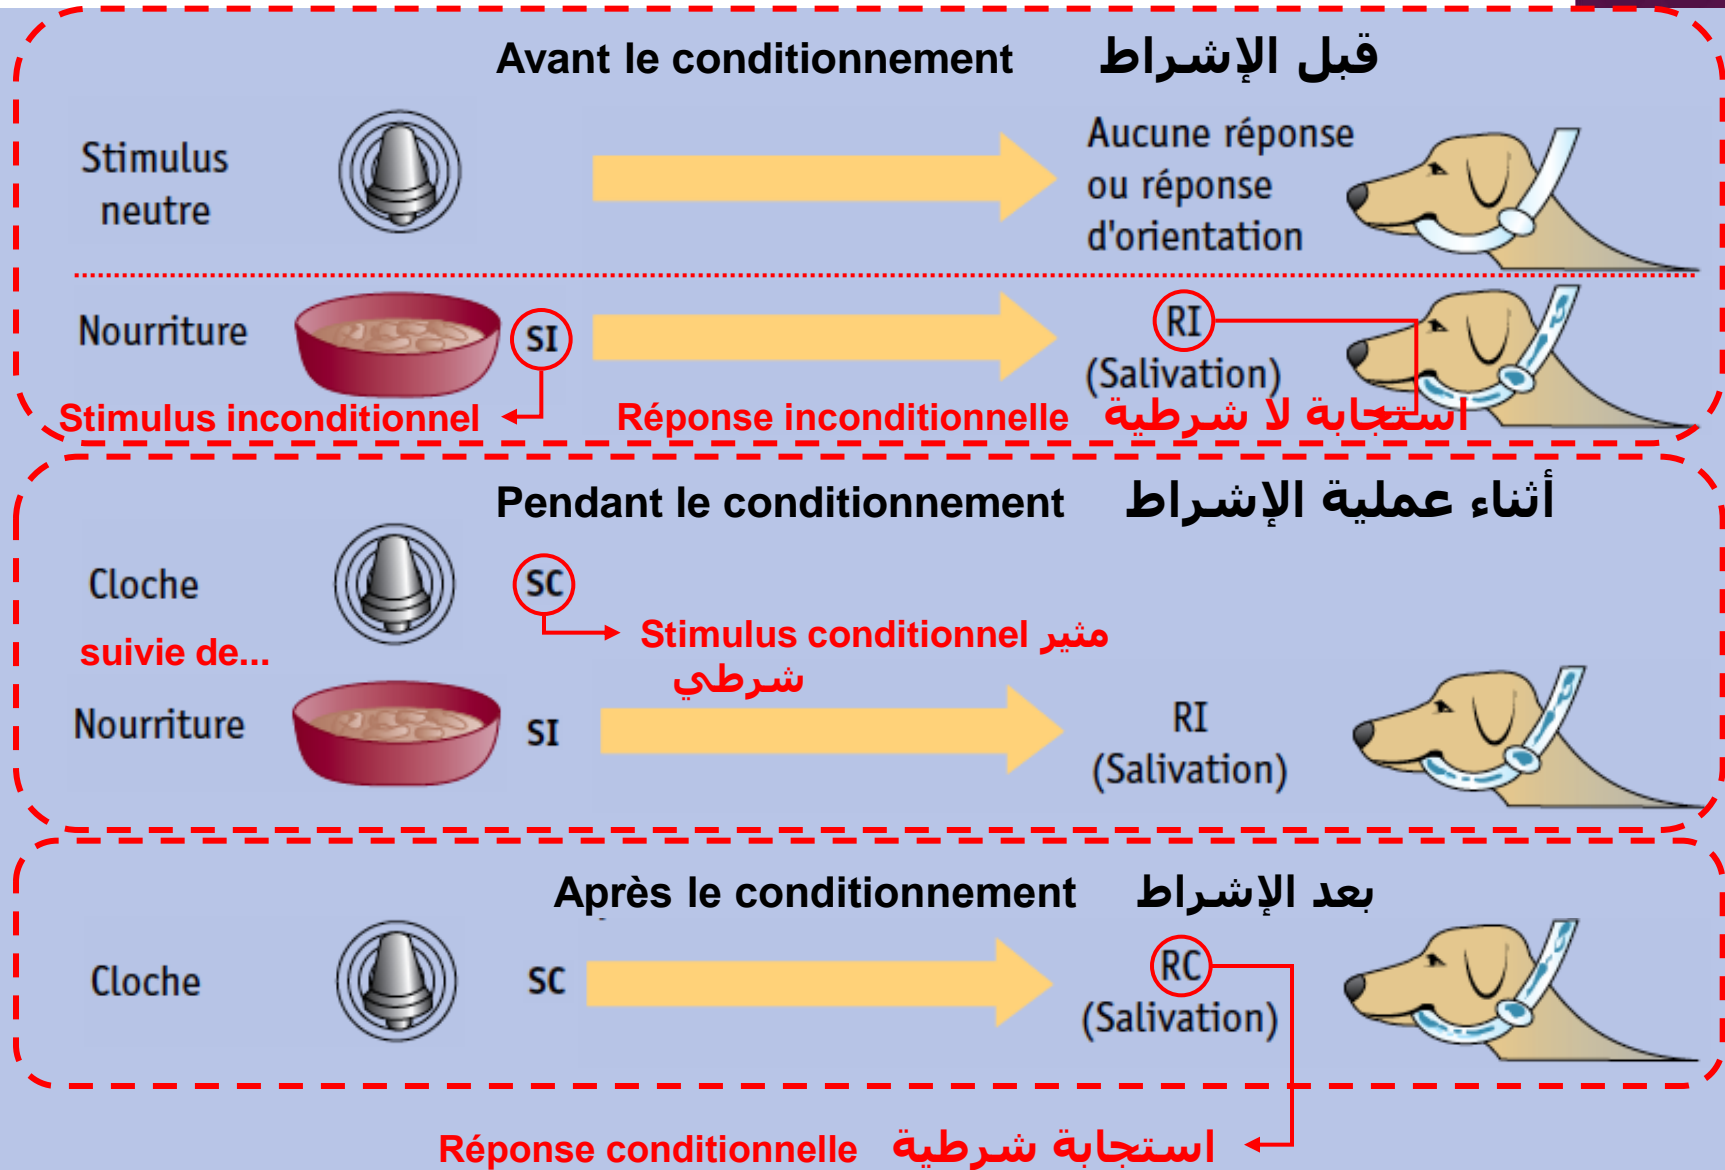 Avant le conditionnement قبل الإشراط
Stimulus
neutre
Aucune réponse
ou réponse
d'orientation
Nourriture
SI
RI
(Salivation)
Stimulus inconditionnel
Réponse inconditionnelle استجابة لا شرطية
Pendant le conditionnement أثناء عملية الإشراط
Cloche
SC
suivie de...
Stimulus conditionnel مثير
شرطي
Nourriture
SI
RI
(Salivation)
Après le conditionnement بعد الإشراط
Cloche
SC
RC
(Salivation)
Réponse conditionnelle استجابة شرطية